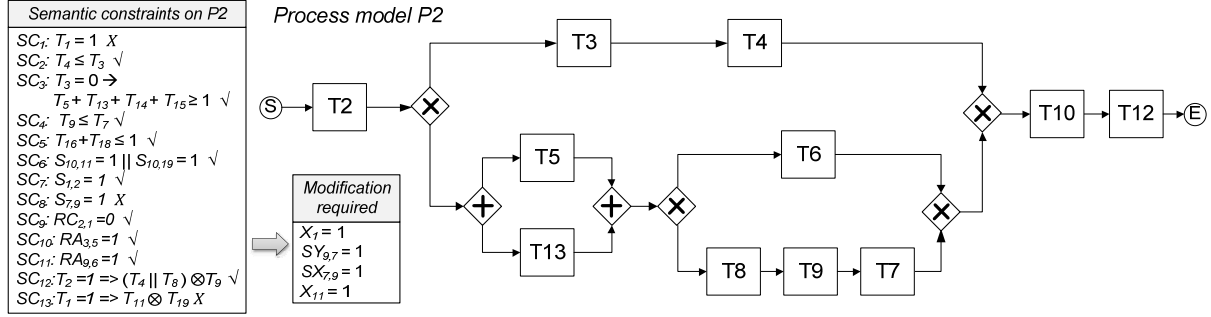 Semantic constraints on P2
SC1: T1 = 1 X
SC2: T4 ≤ T3 √
SC3: T3 = 0 →
T5 + T13 + T14 + T15 ≥ 1 √
SC4: T9 ≤ T7 √
SC5: T16+T18 ≤ 1 √
SC6: S10,11 = 1 || S10,19 = 1 √
SC7: S1,2 = 1 √
SC8: S7,9 = 1 X
SC9: RC2,1 =0 √
SC10: RA3,5=1 √
SC11: RA9,6=1 √
SC12:T2 =1 => (T4 || T8) ⊗T9 √
SC13:T1 =1=> T11 ⊗ T19 X
Modification
required
X1 = 1
SY9,7 = 1
SX7,9 = 1
X11 = 1
Process model P2
T3
T4
S
T2
T10
T12
E
T5
T6
T13
T8
T9
T7